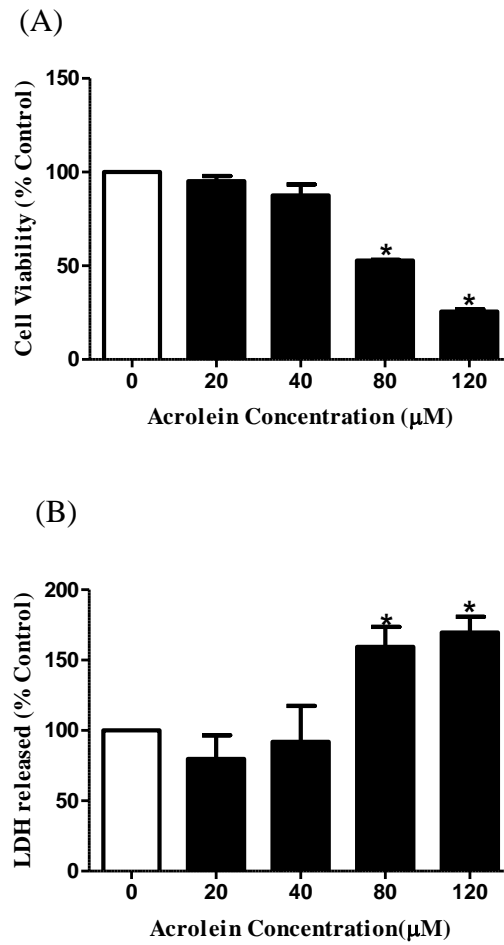 (A)
150
100
50
0
Cell Viability (% Control)
*
*
0 20 40 80 120
Acrolein Concentration (μM)
(B)
200
150
100
50
0
LDH released (% Control)
*
*
0 20 40 80 120
Acrolein Concentration(μM)